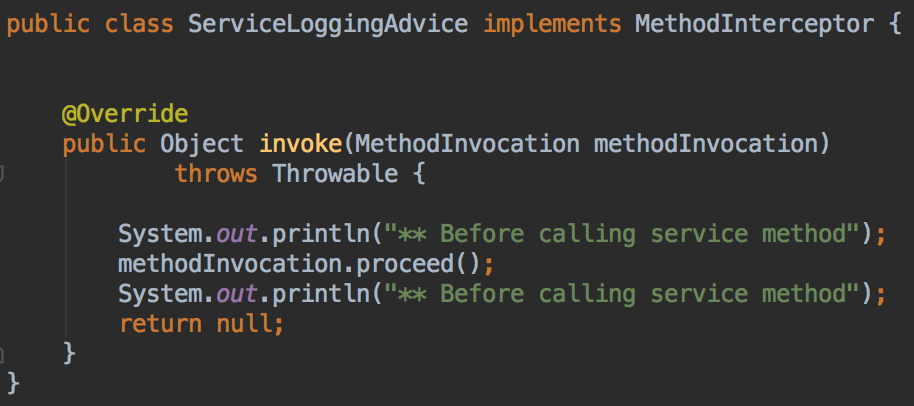 public class ServiceLoggingAdvice implements MethodInterceptor {
@Override
public Object invoke(MethodInvocation methodInvocation)
throws Throwable {
System.out.println("** Before calling service method");
methodInvocation.proceed();
System.out.println("** Before calling service method");
return null;
}
}